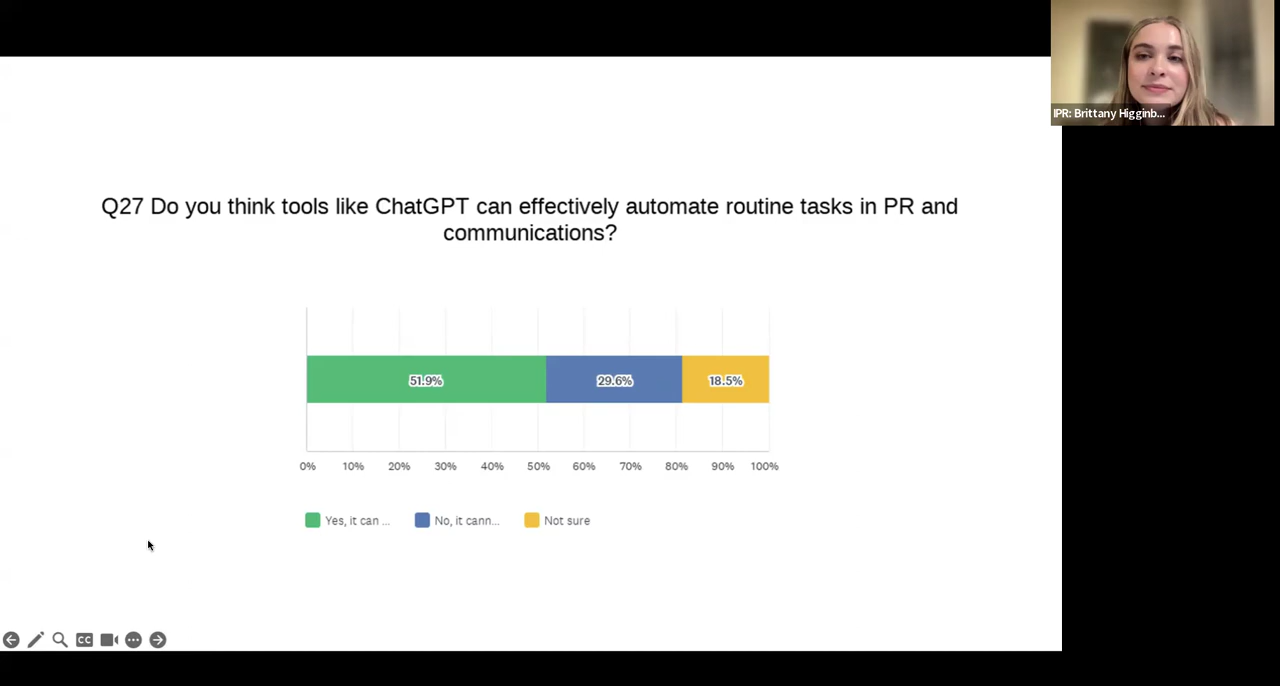 IPR: Brittany Higginb...
Q27 Do you think tools like ChatGPT can effectively automate routine tasks in PR and
communications?
51.9% 29.6% 18.5%
0% 10% 20% 30% 40% 50% 60% 70% 80% 90% 100%
Yes, it can ... No, it cann... Not sure
CC